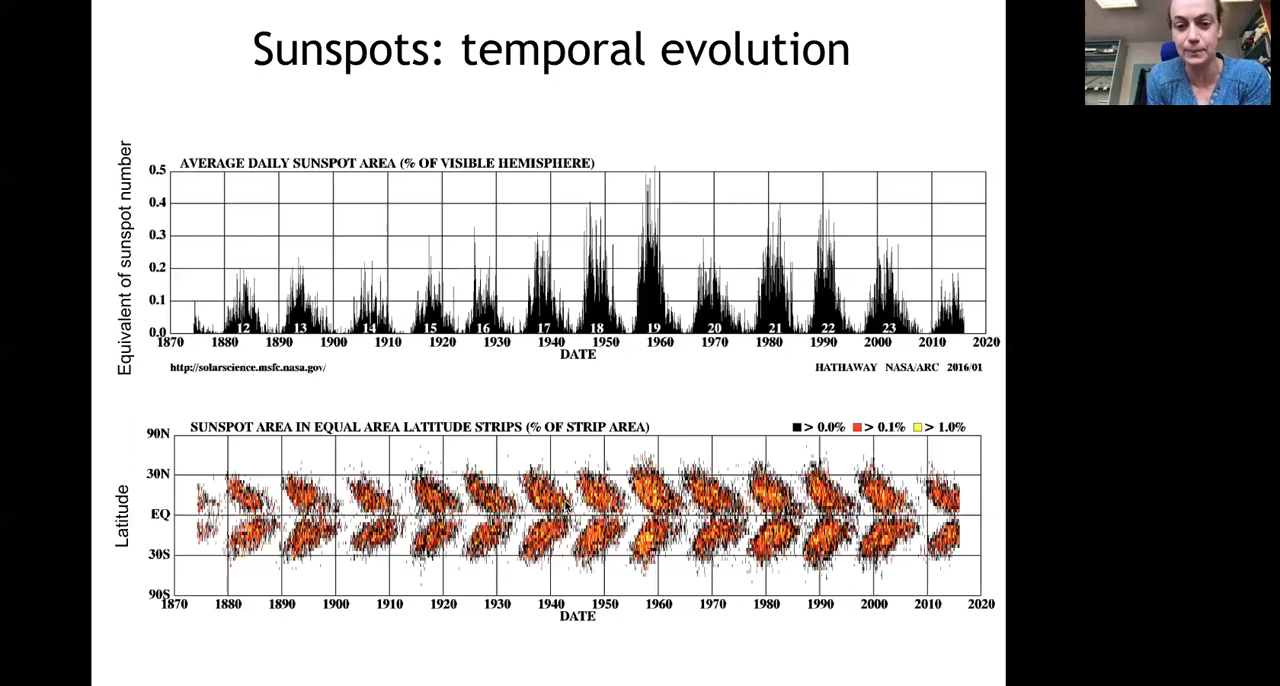 Sunspots: temporal evolution
Equivalent of sunspot number
AVERAGE DAILY SUNSPOT AREA (% OF VISIBLE HEMISPHERE)
0.5
0.4
0.3
0.2
0.1
0.0
12 13 14 15 16 17 18 19 20 21 22 23
1870 1880 1890 1900 1910 1920 1930 1940 1950 1960 1970 1980 1990 2000 2010 2020
DATE
http://solarscience.msfc.nasa.gov/ HATHAWAY NASA/ARC 2016/01
Latitude
SUNSPOT AREA IN EQUAL AREA LATITUDE STRIPS (% OF STRIP AREA) > 0.0% > 0.1% > 1.0%
90N
30N
EQ
30S
90S
1870 1880 1890 1900 1910 1920 1930 1940 1950 1960 1970 1980 1990 2000 2010 2020
DATE